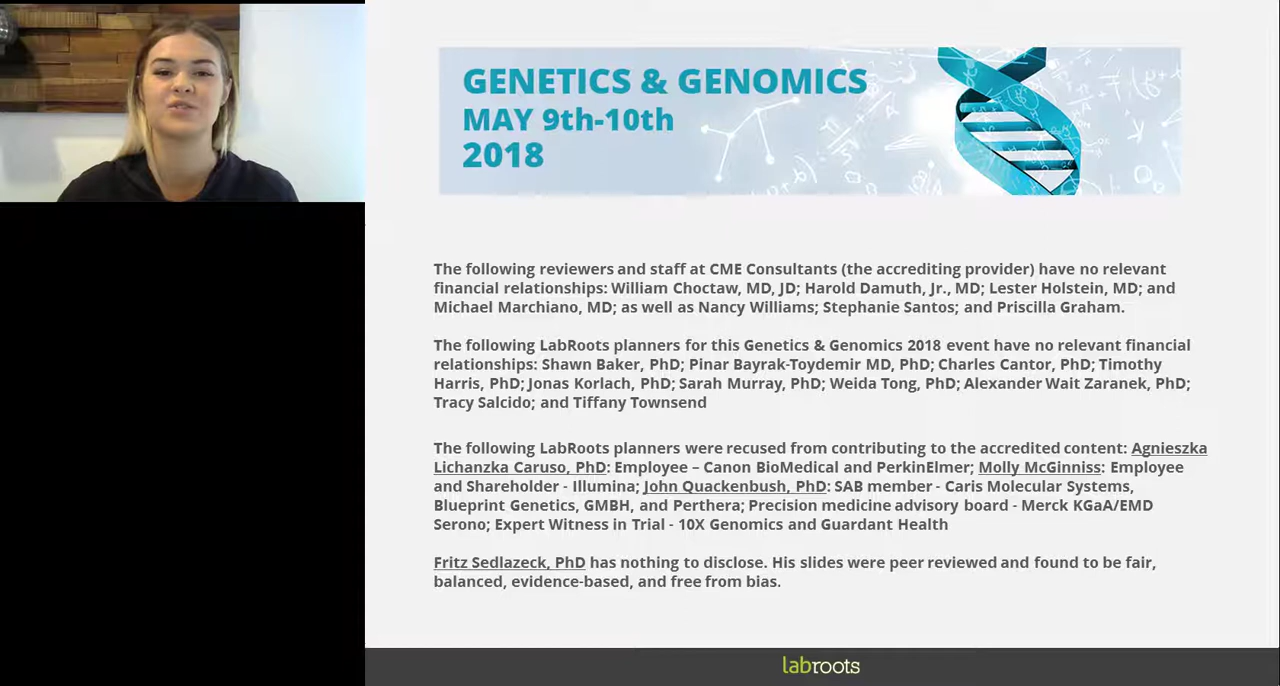 GENETICS & GENOMICS
MAY 9th-10th
2018
The following reviewers and staff at CME Consultants (the accrediting provider) have no relevant
financial relationships: William Choctaw, MD, JD; Harold Damuth, Jr., MD; Lester Holstein, MD; and
Michael Marchiano, MD; as well as Nancy Williams; Stephanie Santos; and Priscilla Graham.
The following LabRoots planners for this Genetics & Genomics 2018 event have no relevant financial
relationships: Shawn Baker, PhD; Pinar Bayrak-Toydemir MD, PhD; Charles Cantor, PhD; Timothy
Harris, PhD; Jonas Korlach, PhD; Sarah Murray, PhD; Weida Tong, PhD; Alexander Wait Zaranek, PhD;
Tracy Salcido; and Tiffany Townsend
The following LabRoots planners were recused from contributing to the accredited content: Agnieszka
Lichanzka Caruso, PhD: Employee – Canon BioMedical and PerkinElmer; Molly McGinniss: Employee
and Shareholder - Illumina; John Quackenbush, PhD: SAB member - Caris Molecular Systems,
Blueprint Genetics, GMBH, and Perthera; Precision medicine advisory board - Merck KGaA/EMD
Serono; Expert Witness in Trial - 10X Genomics and Guardant Health
Fritz Sedlazeck, PhD has nothing to disclose. His slides were peer reviewed and found to be fair,
balanced, evidence-based, and free from bias.
labroots